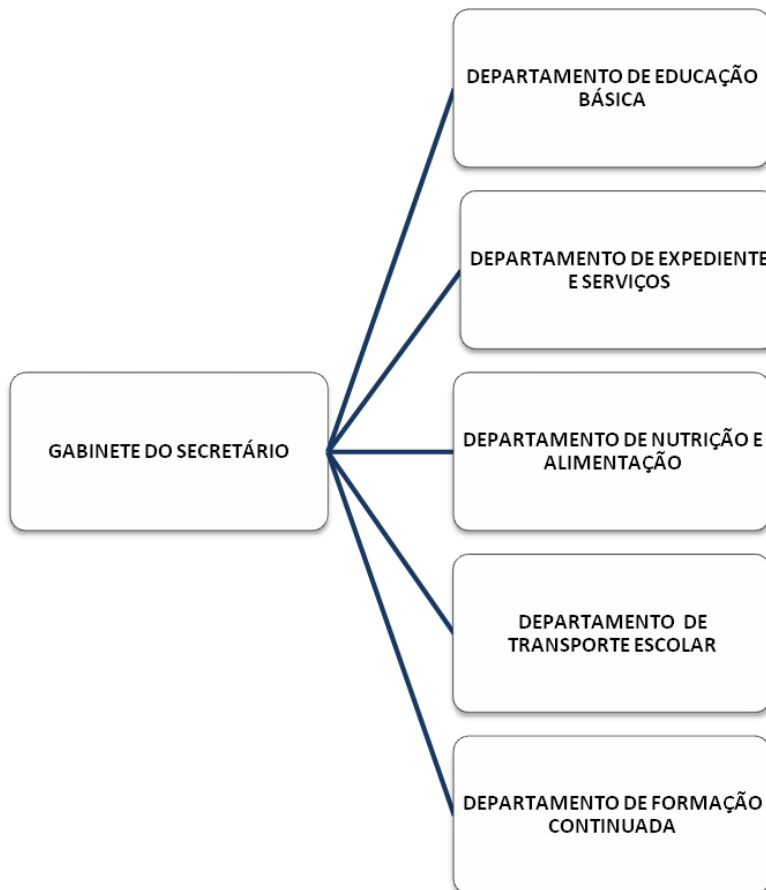 DEPARTAMENTO DE EDUCAÇÃO
BÁSICA
DEPARTAMENTO DE EXPEDIENTE
E SERVIÇOS
GABINETE DO SECRETÁRIO
DEPARTAMENTO DE NUTRIÇÃO E
ALIMENTAÇÃO
DEPARTAMENTO DE
TRANSPORTE ESCOLAR
DEPARTAMENTO DE FORMAÇÃO
CONTINUADA